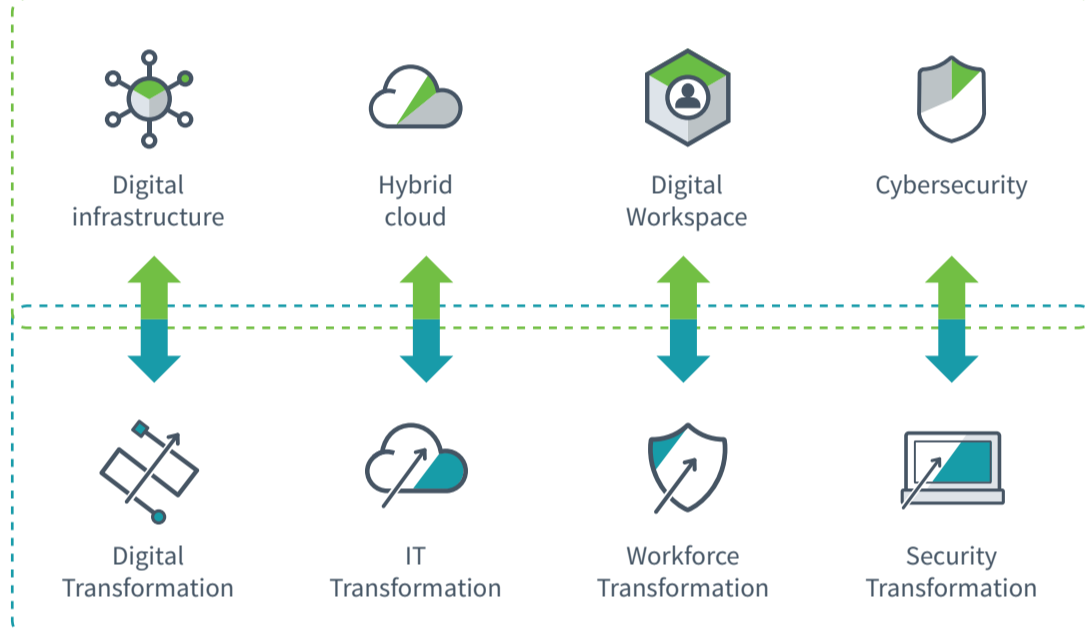 Digital
infrastructure
Hybrid
cloud
Digital
Workspace
Cybersecurity
Digital
Transformation
IT
Transformation
Workforce
Transformation
Security
Transformation